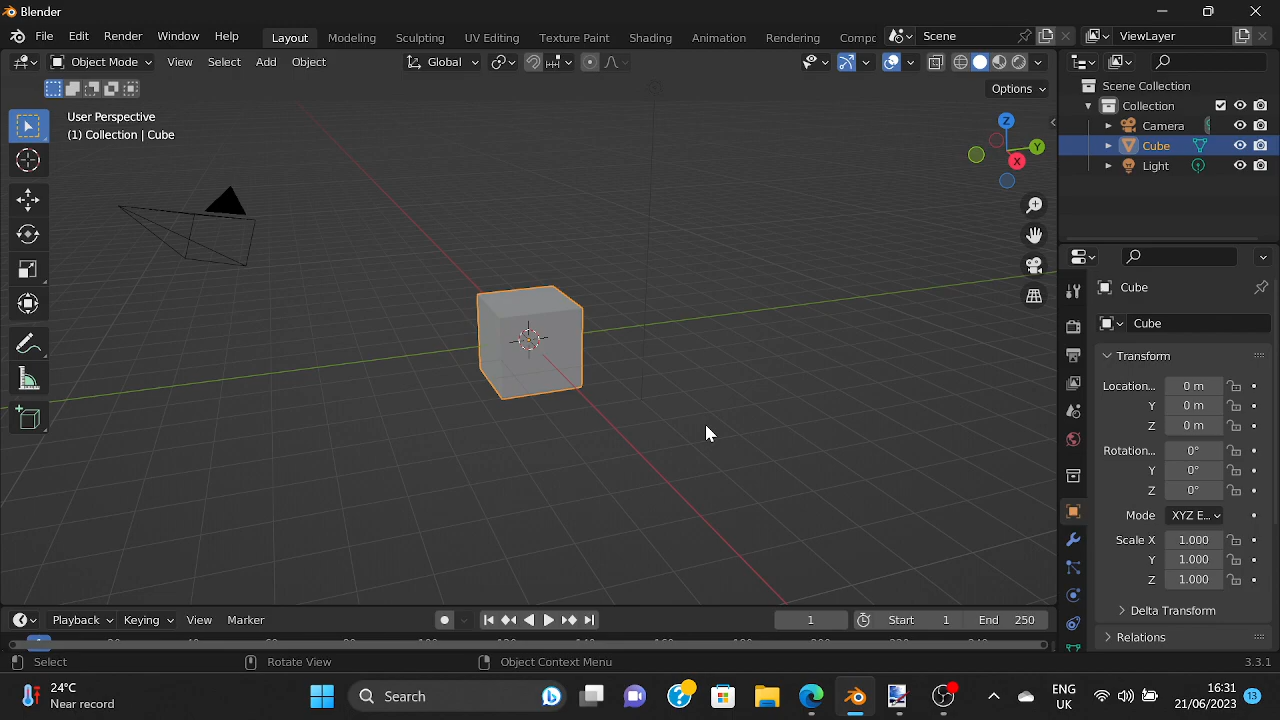 Blender
File Edit Render Window Help Layout Modeling Sculpting UV Editing Texture Paint Shading Animation Rendering Compc Scene ViewLayer
Object Mode View Select Add Object Global
Options
User Perspective
(1) Collection | Cube
Z
Y
X
Scene Collection
Collection
Camera
Cube
Light
Cube
Cube
Transform
Location... 0 m
Y 0 m
Z 0 m
Rotation... 0°
Y 0°
Z 0°
Mode XYZ E...
Scale X 1.000
Y 1.000
Z 1.000
Delta Transform
Relations
Playback Keying View Marker 1 Start 1 End 250
Select Rotate View Object Context Menu 3.3.1
24°C
Near record
Search
ENG
UK
16:31
21/06/2023
13